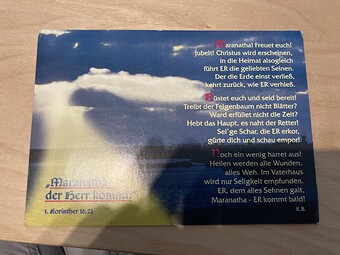 Maranatha! Freuet euch!
Jubelt! Christus wird erscheinen,
in die Heimat alsogleich
führt ER die geliebten Seinen.
Der die Erde einst verließ,
kehrt zurück, wie ER verhieß.
Rüstet euch und seid bereit!
Treibt der Feigenbaum nicht Blätter?
Ward erfüllet nicht die Zeit?
Hebt das Haupt, es naht der Retter!
Sel'ge Schar, die ER erkor,
gürte dich und schau empor!
Noch ein wenig harret aus!
Heilen werden alle Wunden,
alles Weh. Im Vaterhaus
wird nur Seligkeit empfunden.
ER, dem alles Sehnen galt,
Maranatha - ER kommt bald!
K.B.
„Maranatha
der Herr kommt“
1. Korinther 16,22